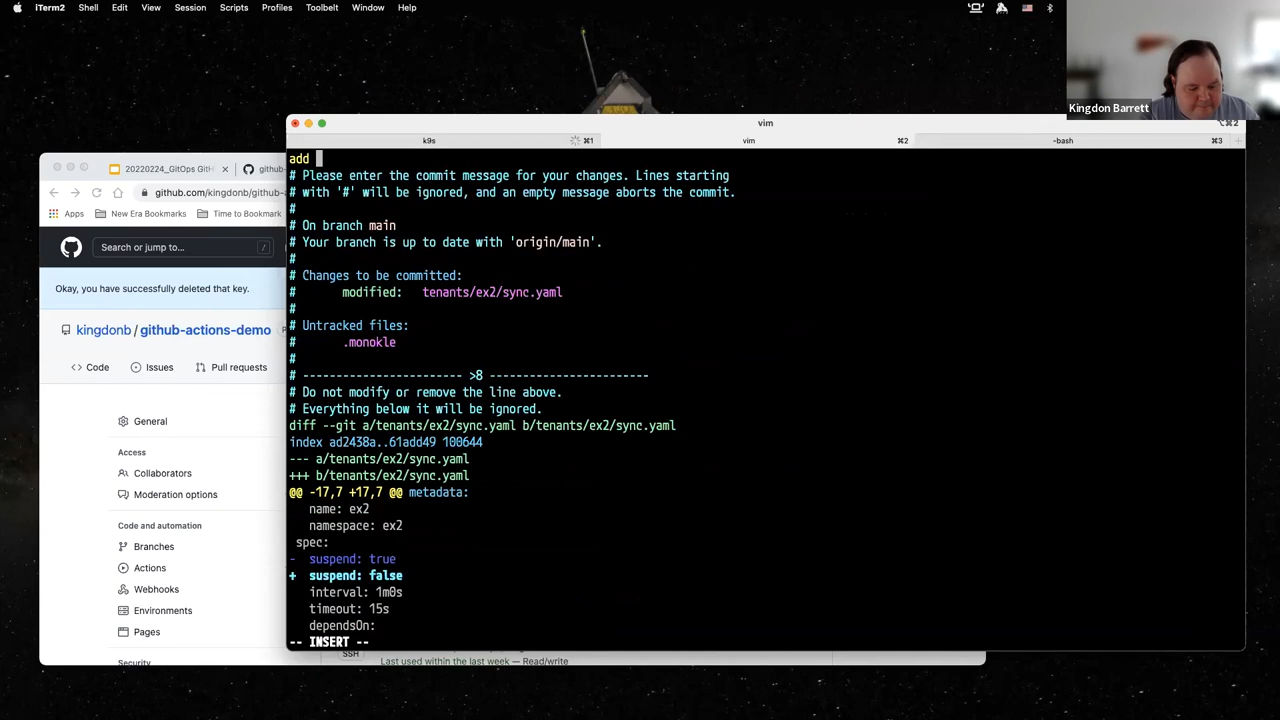 iTerm2 Shell Edit View Session Scripts Profiles Toolbelt Window Help
Kingdon Barrett
vim
⌥⌘2
k9s ⌘1 vim ⌘2 -bash ⌘3
20220224_GitOps GitH github-
github.com/kingdonb/github-
Apps New Era Bookmarks Time to Bookmark
Search or jump to... /
Okay, you have successfully deleted that key.
kingdonb / github-actions-demo
Code Issues Pull requests
General
Access
Collaborators
Moderation options
Code and automation
Branches
Actions
Webhooks
Environments
Pages
Security
add
# Please enter the commit message for your changes. Lines starting
# with '#' will be ignored, and an empty message aborts the commit.
#
# On branch main
# Your branch is up to date with 'origin/main'.
#
# Changes to be committed:
#       modified:   tenants/ex2/sync.yaml
#
# Untracked files:
#       .monokle
#
# ------------------------ >8 ------------------------
# Do not modify or remove the line above.
# Everything below it will be ignored.
diff --git a/tenants/ex2/sync.yaml b/tenants/ex2/sync.yaml
index ad2438a..61add49 100644
--- a/tenants/ex2/sync.yaml
+++ b/tenants/ex2/sync.yaml
@@ -17,7 +17,7 @@ metadata:
   name: ex2
   namespace: ex2
 spec:
-  suspend: true
+  suspend: false
   interval: 1m0s
   timeout: 15s
   dependsOn:
-- INSERT --
SSH
Last used within the last week — Read/write